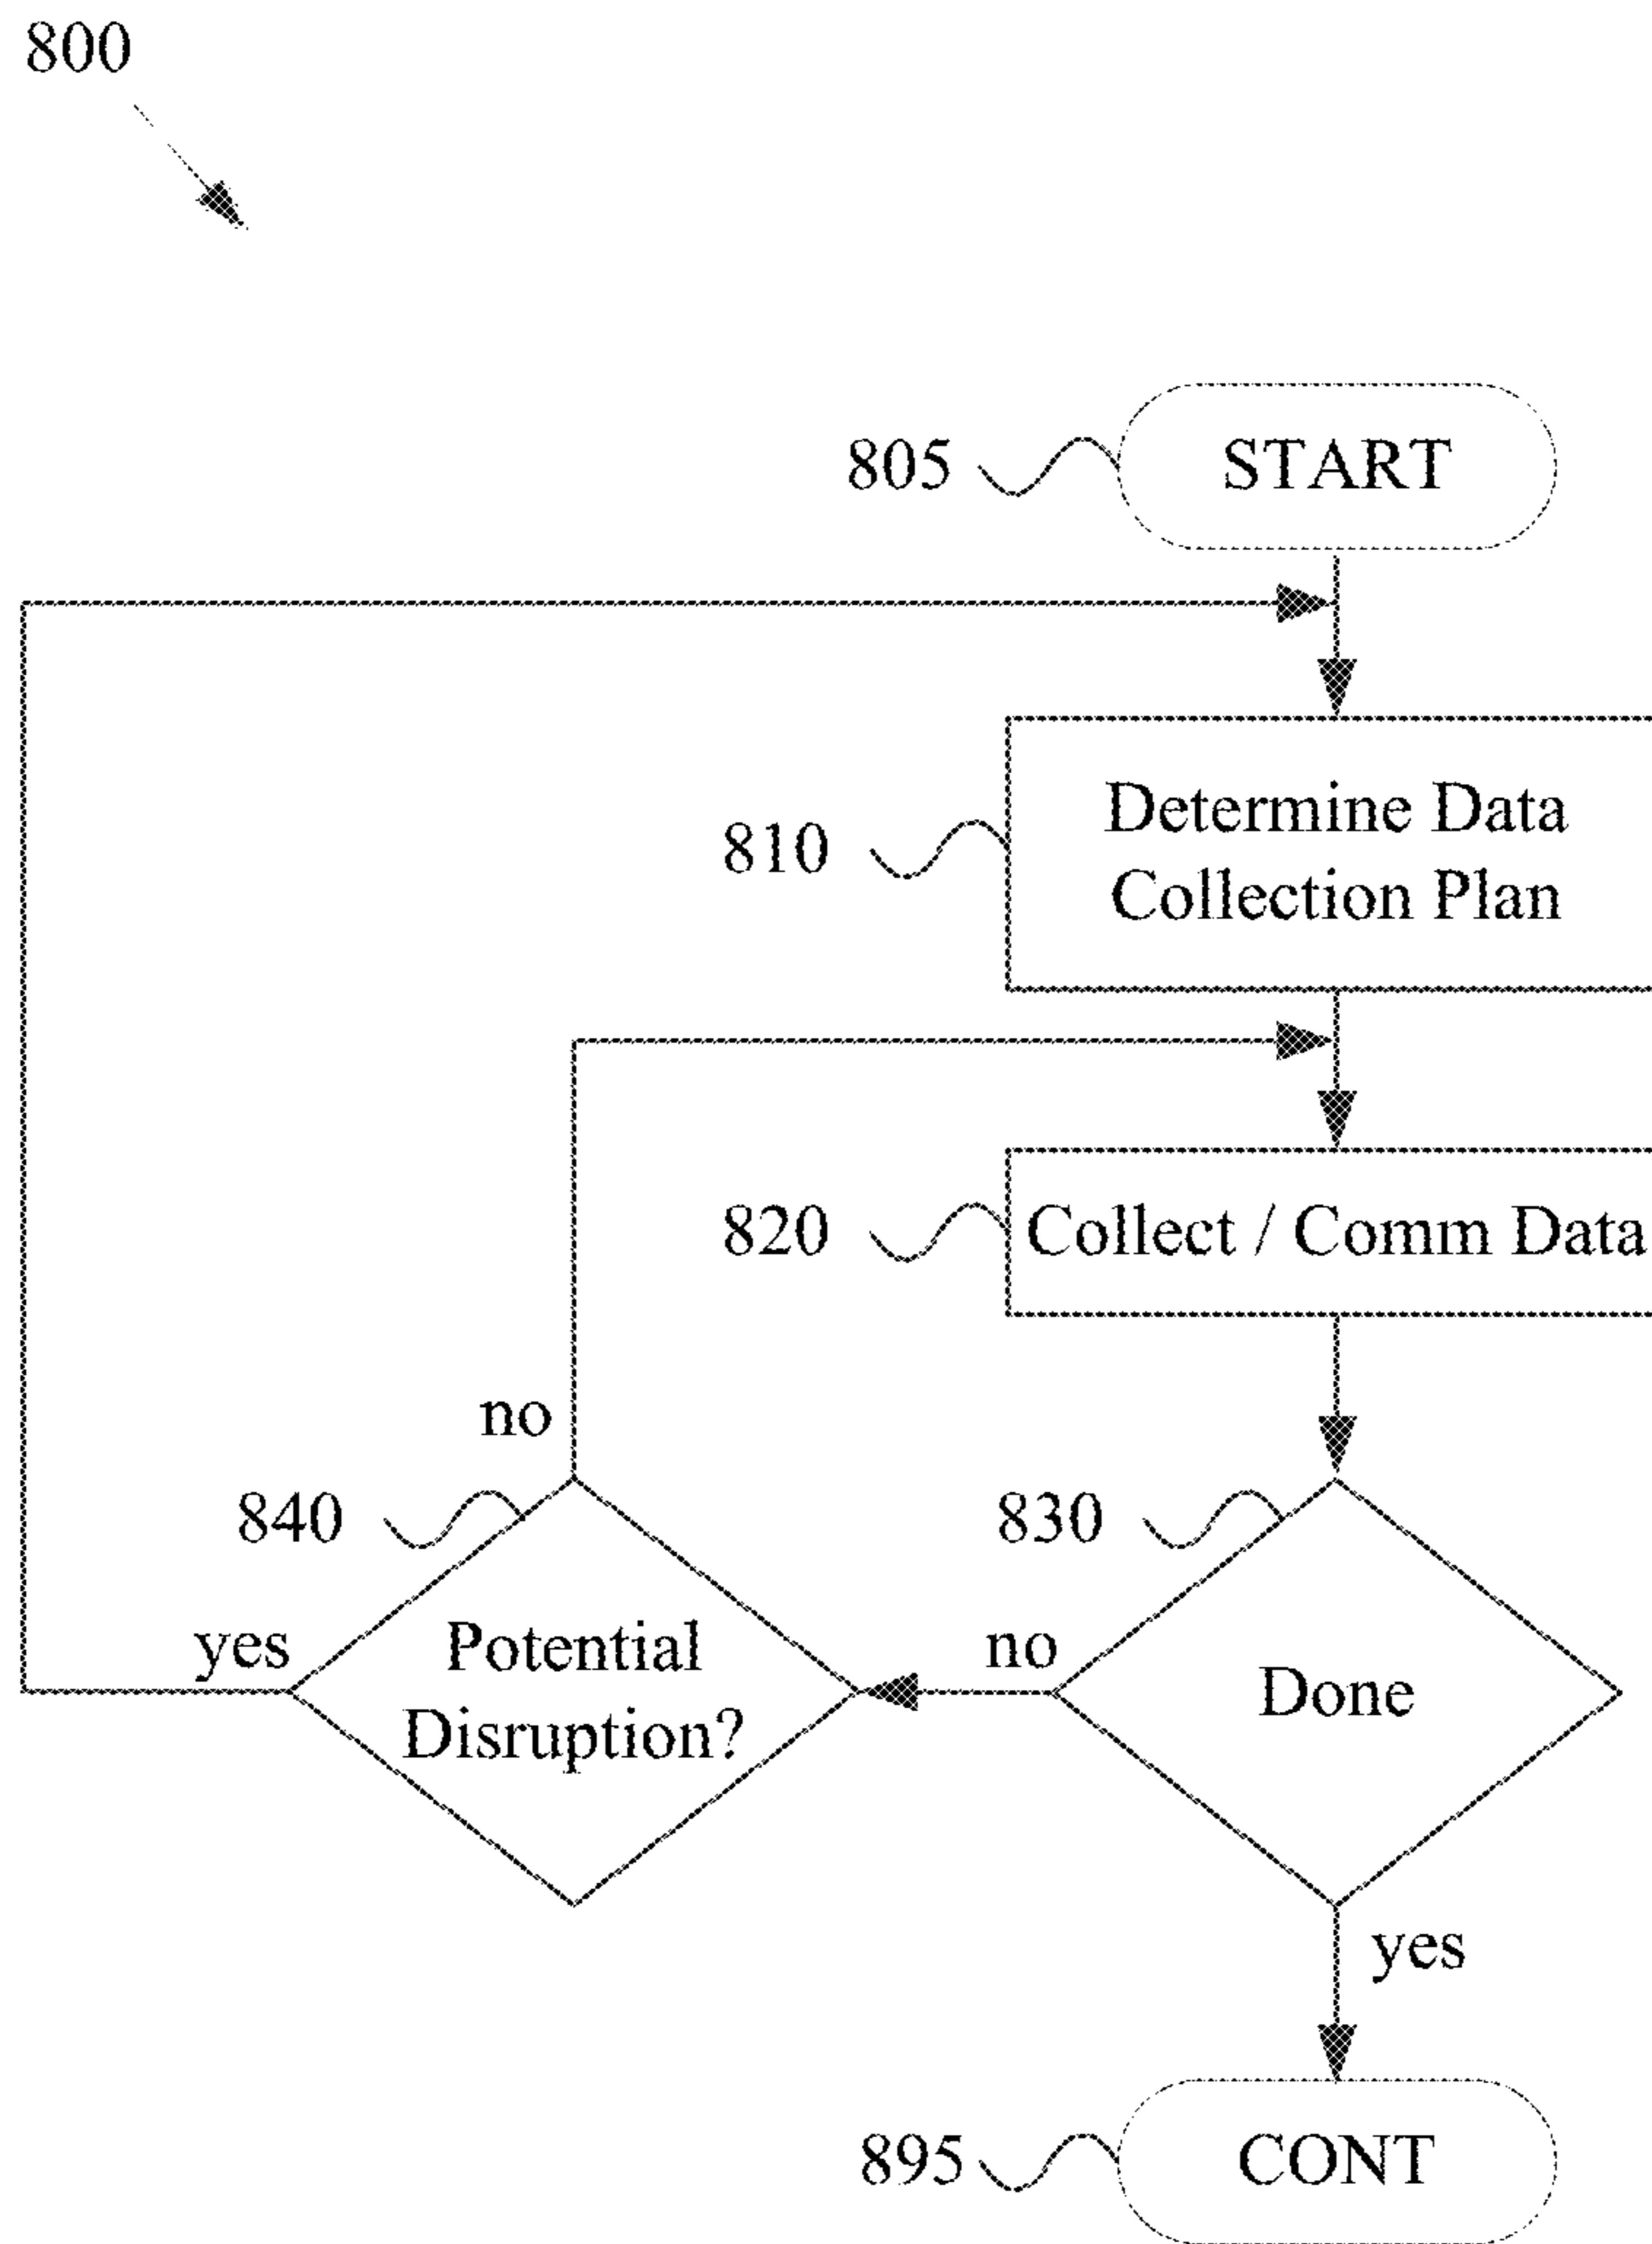 800
805
START
810
Determine Data
Collection Plan
820
Collect / Comm Data
no
840
830
yes
Potential
Disruption?
no
Done
yes
895
CONT